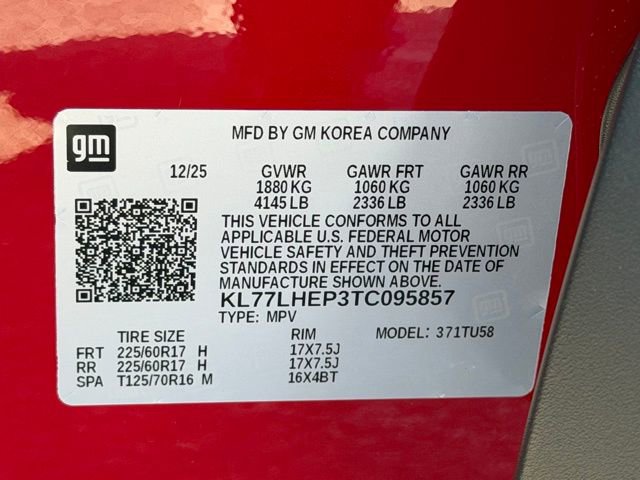 gm
MFD BY GM KOREA COMPANY
12/25 GVWR GAWR FRT GAWR RR
1880 KG 1060 KG 1060 KG
4145 LB 2336 LB 2336 LB
THIS VEHICLE CONFORMS TO ALL
APPLICABLE U.S. FEDERAL MOTOR
VEHICLE SAFETY AND THEFT PREVENTION
STANDARDS IN EFFECT ON THE DATE OF
MANUFACTURE SHOWN ABOVE.
KL77LHEP3TC095857
TYPE: MPV
TIRE SIZE RIM MODEL: 371TU58
FRT 225/60R17 H 17X7.5J
RR 225/60R17 H 17X7.5J
SPA T125/70R16 M 16X4BT